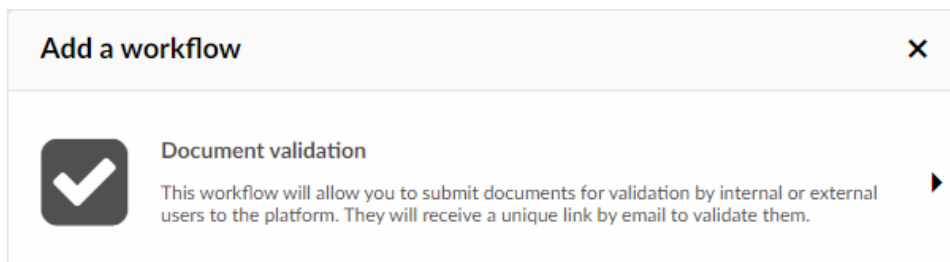 Add a workflow
Document validation
This workflow will allow you to submit documents for validation by internal or external
users to the platform. They will receive a unique link by email to validate them.